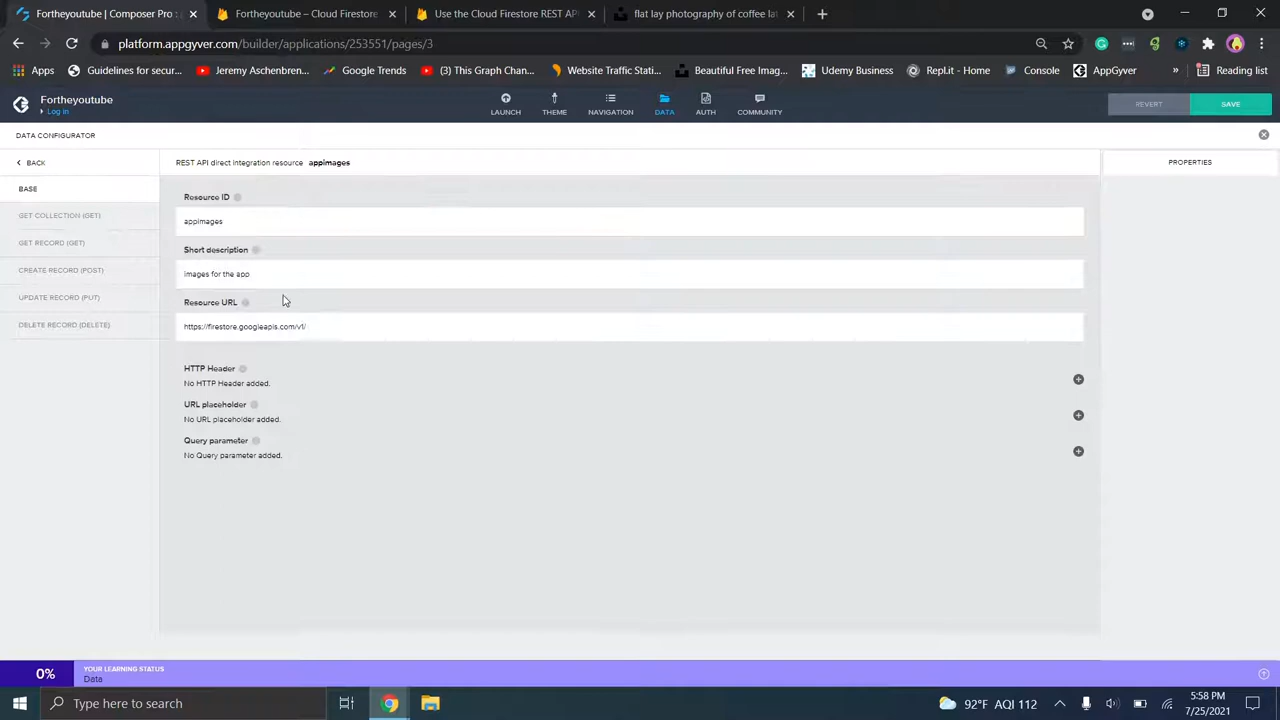 Fortheyoutube | Composer Pro :
Fortheyoutube – Cloud Firestore
Use the Cloud Firestore REST API
flat lay photography of coffee lat
platform.appgyver.com/builder/applications/253551/pages/3
Apps
Guidelines for secur...
Jeremy Aschenbren...
Google Trends
(3) This Graph Chan...
Website Traffic Stati...
Beautiful Free Imag...
Udemy Business
Repl.it - Home
Console
AppGyver
»
Reading list
Fortheyoutube
Log in
LAUNCH
THEME
NAVIGATION
DATA
AUTH
COMMUNITY
REVERT
SAVE
DATA CONFIGURATOR
BACK
REST API direct integration resource appimages
PROPERTIES
BASE
GET COLLECTION (GET)
GET RECORD (GET)
CREATE RECORD (POST)
UPDATE RECORD (PUT)
DELETE RECORD (DELETE)
Resource ID
appimages
Short description
images for the app
Resource URL
https://firestore.googleapis.com/v1/
HTTP Header
No HTTP Header added.
URL placeholder
No URL placeholder added.
Query parameter
No Query parameter added.
0%
YOUR LEARNING STATUS
Data
Type here to search
92°F AQI 112
5:58 PM
7/25/2021